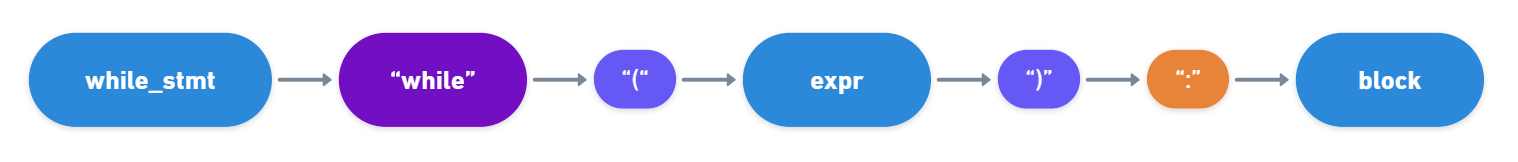 while_stmt “while” “(“ expr “)” “:” block